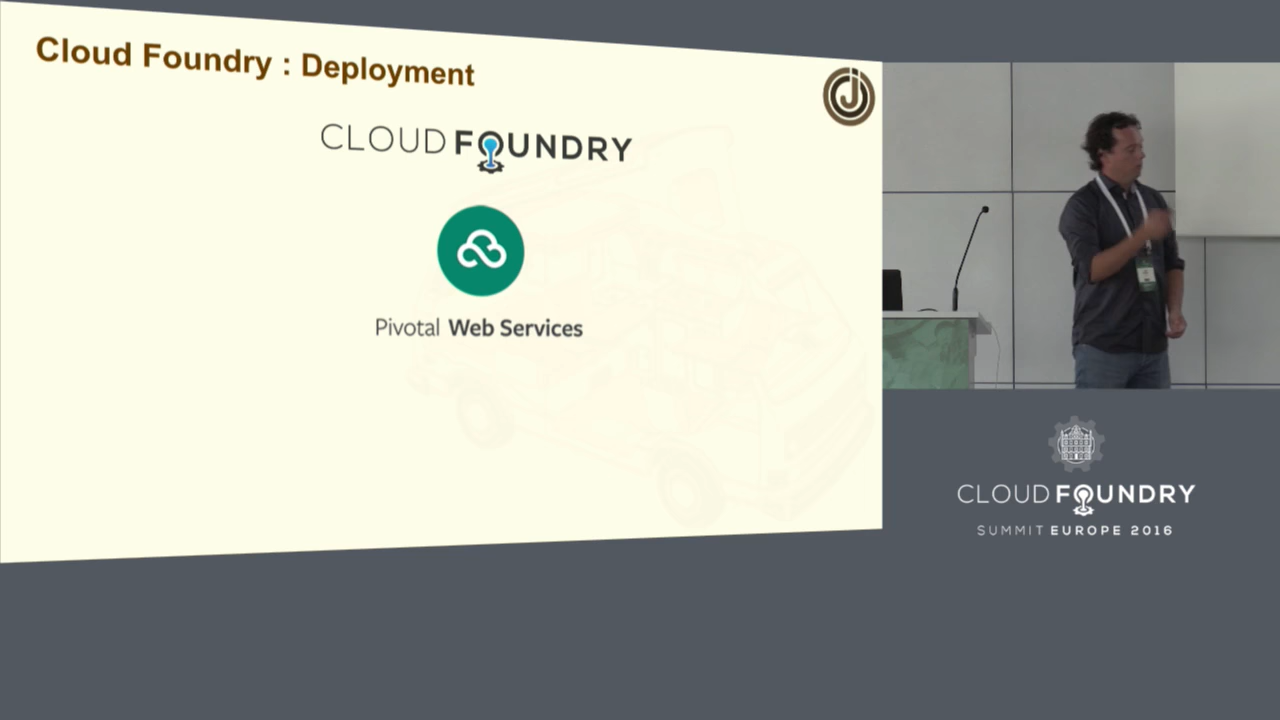 Cloud Foundry : Deployment
CLOUD FOUNDRY
Pivotal Web Services
CLOUD FOUNDRY
SUMMIT EUROPE 2016